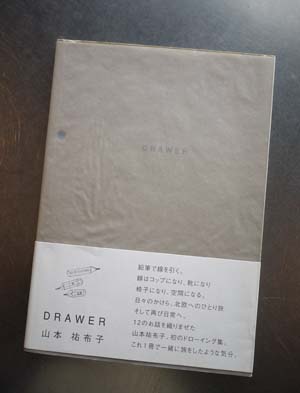 DRAWER
DRAWER
山本 祐布子
鉛筆で線を引く。
線はコップになり、靴になり
椅子になり、空間になる。
日々のかけら、北欧へのひとり旅
そして再び日常へ。
12のお話を織りまぜた
山本祐布子、初のドローイング集。
これ1冊で一緒に旅をしたような気分。